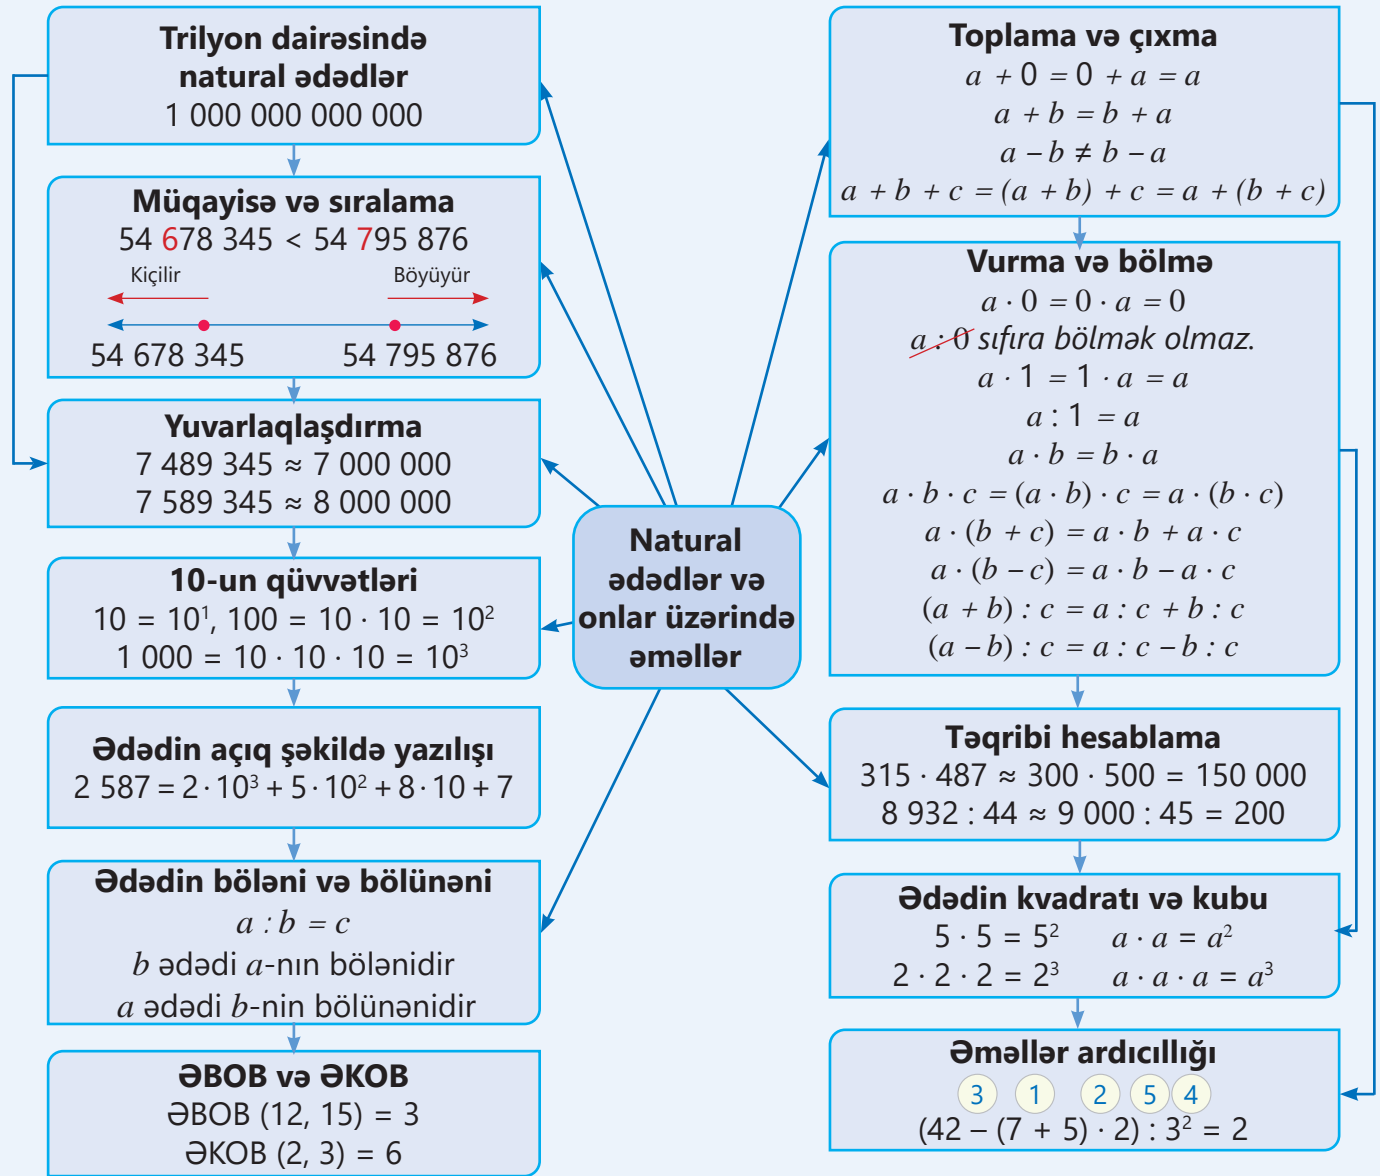 Trilyon dairəsində
natural ədədlər
1 000 000 000 000
Müqayisə və sıralama
54 678 345 < 54 795 876
Kiçilir
Böyüyür
54 678 345
54 795 876
Yuvarlaqlaşdırma
7 489 345 ≈ 7 000 000
7 589 345 ≈ 8 000 000
10-un qüvvətləri
10 = 10¹, 100 = 10 · 10 = 10²
1 000 = 10 · 10 · 10 = 10³
Ədədin açıq şəkildə yazılışı
2 587 = 2 · 10³ + 5 · 10² + 8 · 10 + 7
Ədədin böləni və bölünəni
a : b = c
b ədədi a-nın bölənidir
a ədədi b-nin bölünənidir
ƏBOB və ƏKOB
ƏBOB (12, 15) = 3
ƏKOB (2, 3) = 6
Natural
ədədlər və
onlar üzərində
əməllər
Toplama və çıxma
a + 0 = 0 + a = a
a + b = b + a
a – b ≠ b – a
a + b + c = (a + b) + c = a + (b + c)
Vurma və bölmə
a · 0 = 0 · a = 0
a : 0 sıfıra bölmək olmaz.
a · 1 = 1 · a = a
a : 1 = a
a · b = b · a
a · b · c = (a · b) · c = a · (b · c)
a · (b + c) = a · b + a · c
a · (b – c) = a · b – a · c
(a + b) : c = a : c + b : c
(a – b) : c = a : c – b : c
Təqribi hesablama
315 · 487 ≈ 300 · 500 = 150 000
8 932 : 44 ≈ 9 000 : 45 = 200
Ədədin kvadratı və kubu
5 · 5 = 5² a · a = a²
2 · 2 · 2 = 2³ a · a · a = a³
Əməllər ardıcıllığı
3 1 2 5 4
(42 – (7 + 5) · 2) : 3² = 2